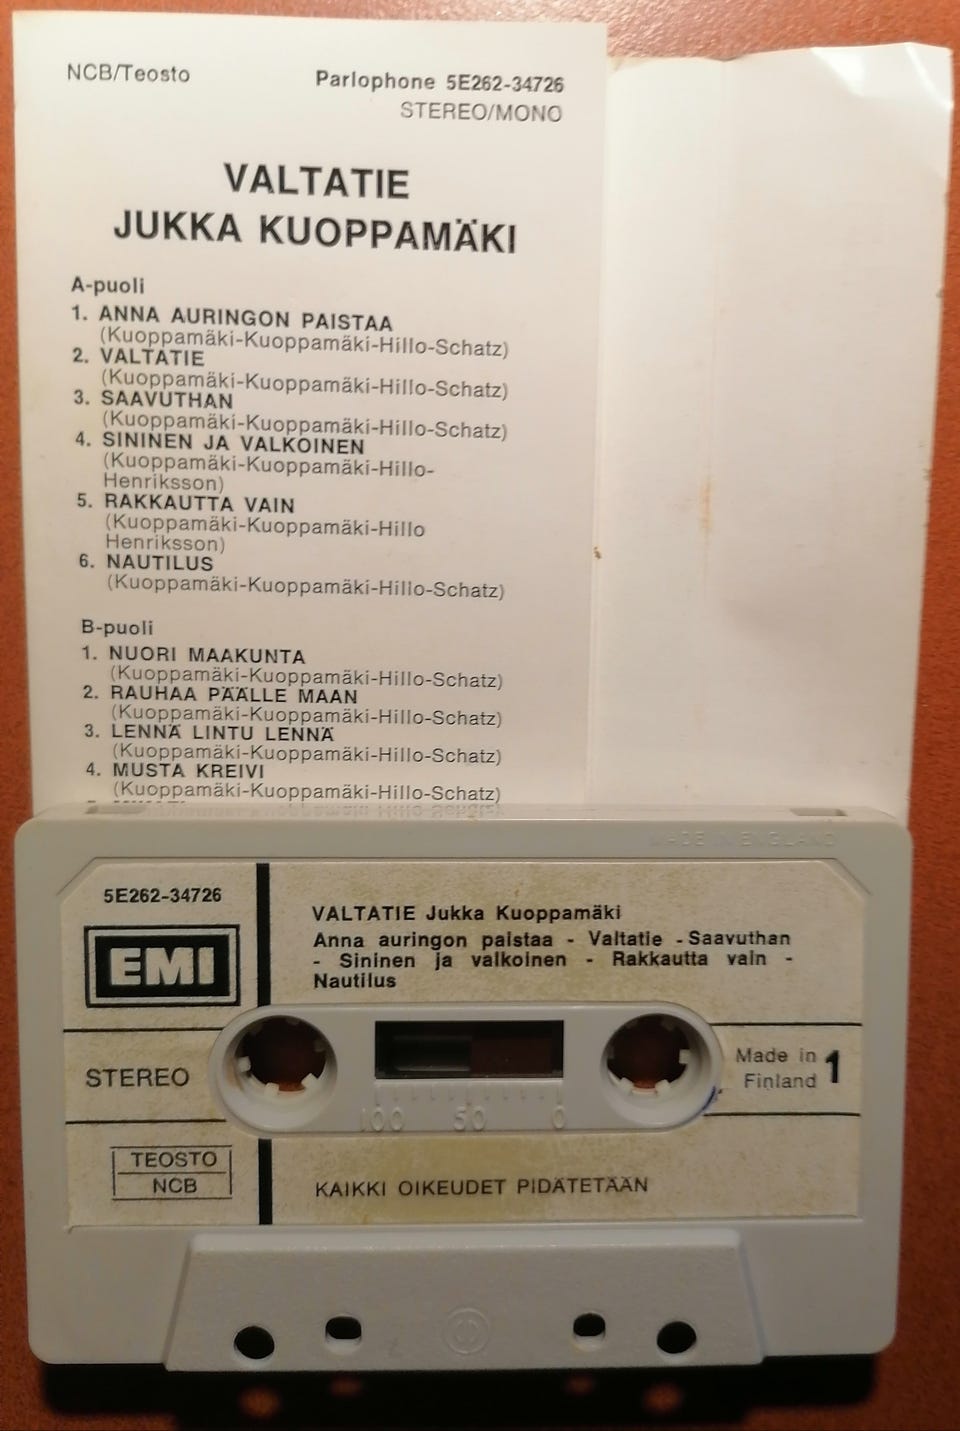 NCB/Teosto
Parlophone 5E262-34726
STEREO/MONO
VALTATIE
JUKKA KUOPPAMÄKI
A-puoli
1. ANNA AURINGON PAISTAA
(Kuoppamäki-Kuoppamäki-Hillo-Schatz)
2. VALTATIE
(Kuoppamäki-Kuoppamäki-Hillo-Schatz)
3. SAAVUTHAN
(Kuoppamäki-Kuoppamäki-Hillo-Schatz)
4. SININEN JA VALKOINEN
(Kuoppamäki-Kuoppamäki-Hillo-
Henriksson)
5. RAKKAUTTA VAIN
(Kuoppamäki-Kuoppamäki-Hillo
Henriksson)
6. NAUTILUS
(Kuoppamäki-Kuoppamäki-Hillo-Schatz)
B-puoli
1. NUORI MAAKUNTA
(Kuoppamäki-Kuoppamäki-Hillo-Schatz)
2. RAUHAA PÄÄLLE MAAN
(Kuoppamäki-Kuoppamäki-Hillo-Schatz)
3. LENNÄ LINTU LENNÄ
(Kuoppamäki-Kuoppamäki-Hillo-Schatz)
4. MUSTA KREIVI
(Kuoppamäki-Kuoppamäki-Hillo-Schatz)
MADE IN ENGLAND
5E262-34726
EMI
VALTATIE Jukka Kuoppamäki
Anna auringon paistaa - Valtatie - Saavuthan
- Sininen ja valkoinen - Rakkautta vain -
Nautilus
STEREO
Made in
Finland
1
100 50 0
TEOSTO
NCB
KAIKKI OIKEUDET PIDÄTETÄÄN